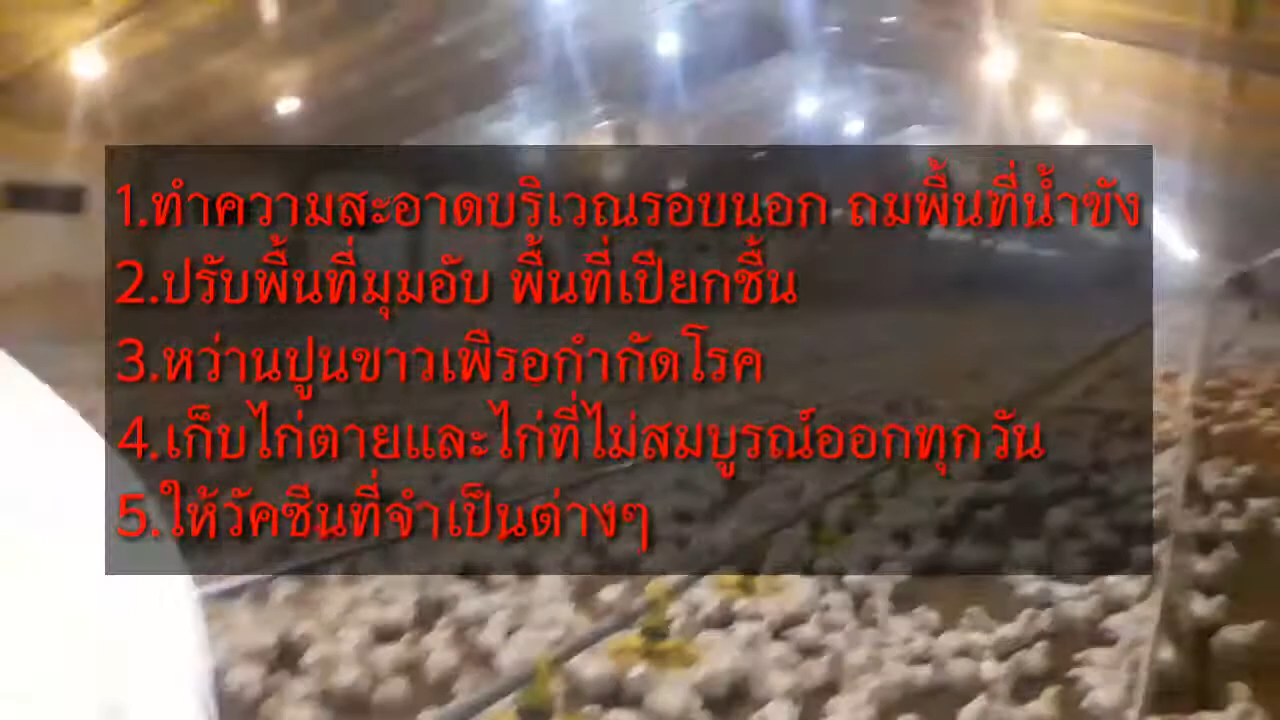 1.ทำความสะอาดบริเวณรอบนอก ถมพื้นที่น้ำขัง
2.ปรับพื้นที่มุมอับ พื้นที่เปียกชื้น
3.หว่านปูนขาวเพิรอกำกัดโรค
4.เก็บไก่ตายและไก่ที่ไม่สมบูรณ์ออกทุกวัน
5.ให้วัคซีนที่จำเป็นต่างๆ